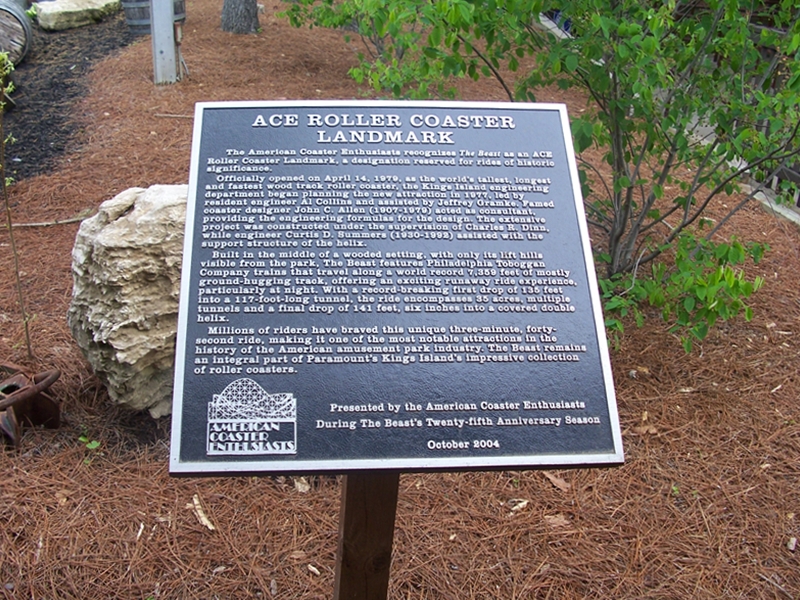 ACE ROLLER COASTER
LANDMARK
The American Coaster Enthusiasts recognizes The Beast as an ACE
Roller Coaster Landmark, a designation reserved for rides of historic
significance.
Officially opened on April 14, 1979, as the world's tallest, longest
and fastest wood track roller coaster, the Kings Island engineering
department began planning the new attraction in 1977, led by
resident engineer Al Collins and assisted by Jeffrey Gramke. Famed
coaster designer John C. Allen (1907-1979) acted as consultant,
providing the engineering formulas for the design. The extensive
project was constructed under the supervision of Charles R. Dinn,
while engineer Curtis D. Summers (1930-1992) assisted with the
support structure of the helix.
Built in the middle of a wooded setting, with only its lift hills
visible from the park, The Beast features Philadelphia Toboggan
Company trains that travel along a world record 7,359 feet of mostly
ground-hugging track, offering an exciting runaway ride experience,
particularly at night. With a record-breaking first drop of 135 feet
into a 117-foot-long tunnel, the ride encompasses 35 acres, multiple
tunnels and a final drop of 141 feet, six inches into a covered double
helix.
Millions of riders have braved this unique three-minute, forty-
second ride, making it one of the most notable attractions in the
history of the American amusement park industry. The Beast remains
an integral part of Paramount's Kings Island's impressive collection
of roller coasters.
AMERICAN
COASTER
ENTHUSIASTS
Presented by the American Coaster Enthusiasts
During The Beast's Twenty-fifth Anniversary Season
October 2004